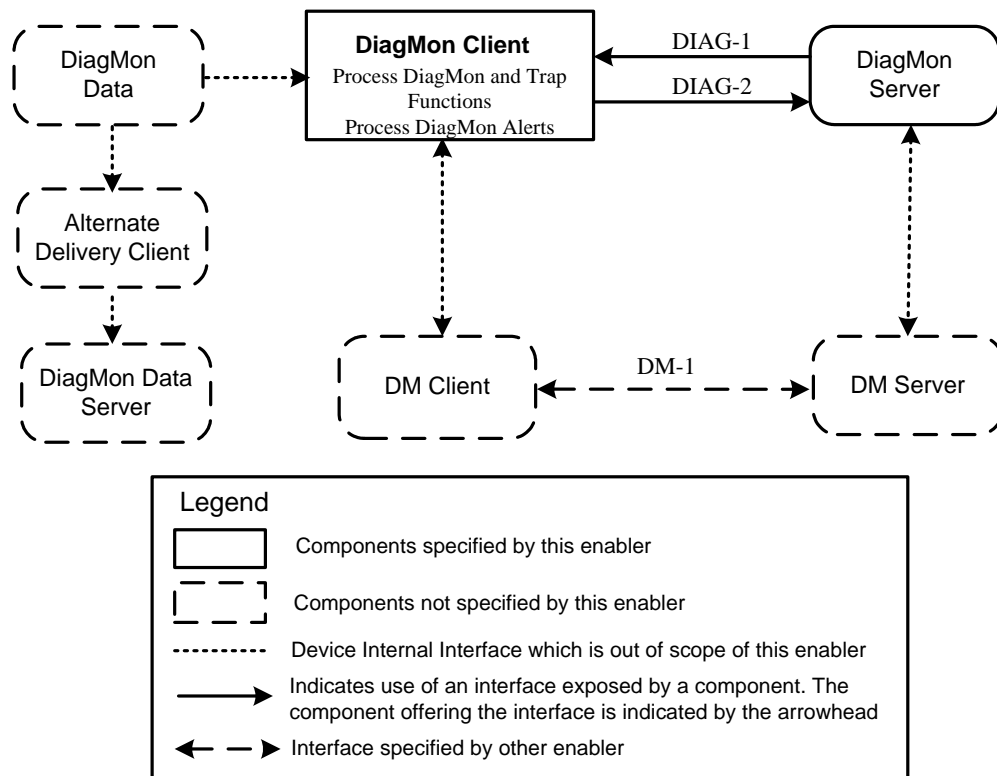 DiagMon
Data
DiagMon Client
Process DiagMon and Trap
Functions
Process DiagMon Alerts
DIAG-1
DIAG-2
DiagMon
Server
Alternate
Delivery Client
DiagMon Data
Server
DM Client
DM-1
DM Server
Legend
Components specified by this enabler
Components not specified by this enabler
Device Internal Interface which is out of scope of this enabler
Indicates use of an interface exposed by a component. The
component offering the interface is indicated by the arrowhead
Interface specified by other enabler